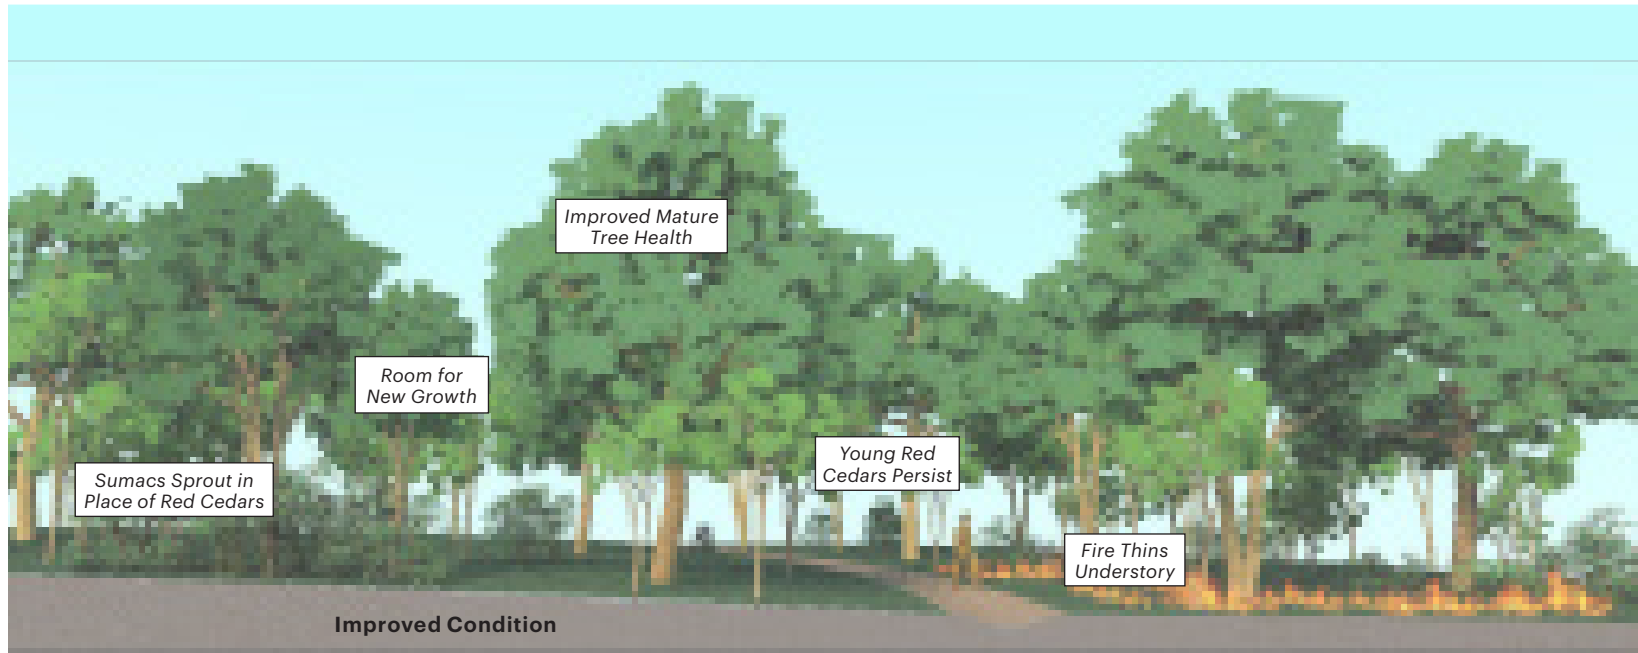 Improved Mature
Tree Health
Room for
New Growth
Young Red
Cedars Persist
Sumacs Sprout in
Place of Red Cedars
Fire Thins
Understory
Improved Condition